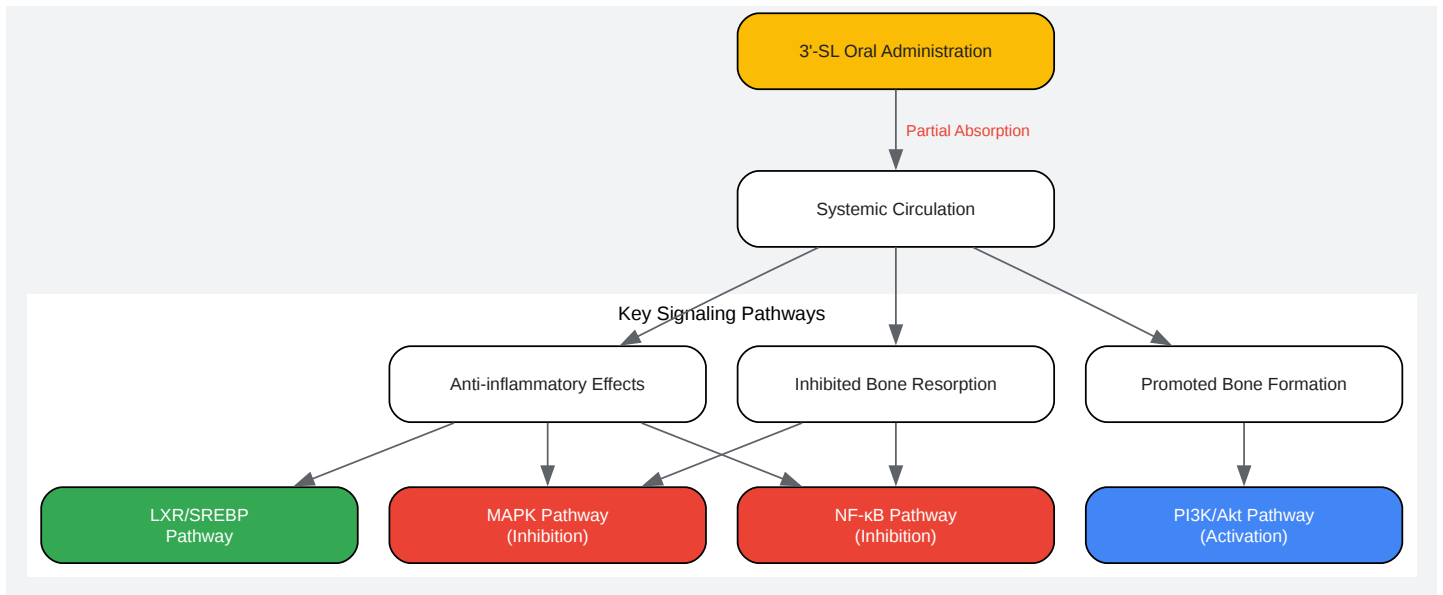 3'-SL Oral Administration
Partial Absorption
Systemic Circulation
Key Signaling Pathways
Anti-inflammatory Effects
Inhibited Bone Resorption
Promoted Bone Formation
LXR/SREBP
Pathway
MAPK Pathway
(Inhibition)
NF-κB Pathway
(Inhibition)
PI3K/Akt Pathway
(Activation)